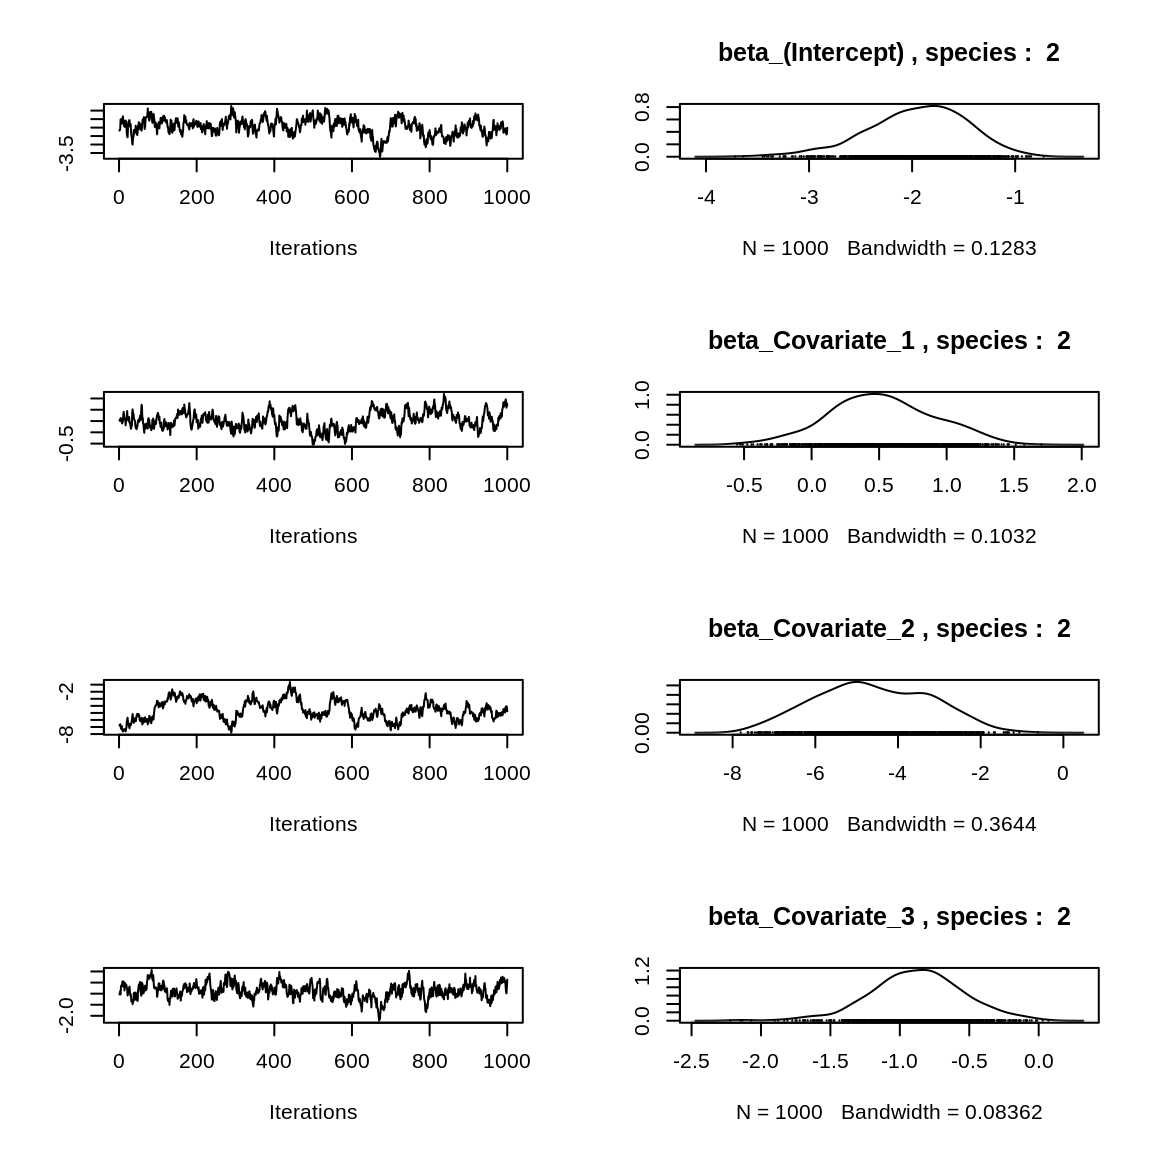 beta_(Intercept) , species :  2
-3.5
0 200 400 600 800 1000
Iterations
0.0 0.8
-4 -3 -2 -1
N = 1000   Bandwidth = 0.1283
beta_Covariate_1 , species :  2
-0.5
0 200 400 600 800 1000
Iterations
0.0 1.0
-0.5 0.0 0.5 1.0 1.5 2.0
N = 1000   Bandwidth = 0.1032
beta_Covariate_2 , species :  2
-8 -2
0 200 400 600 800 1000
Iterations
0.00
-8 -6 -4 -2 0
N = 1000   Bandwidth = 0.3644
beta_Covariate_3 , species :  2
-2.0
0 200 400 600 800 1000
Iterations
0.0 1.2
-2.5 -2.0 -1.5 -1.0 -0.5 0.0
N = 1000   Bandwidth = 0.08362